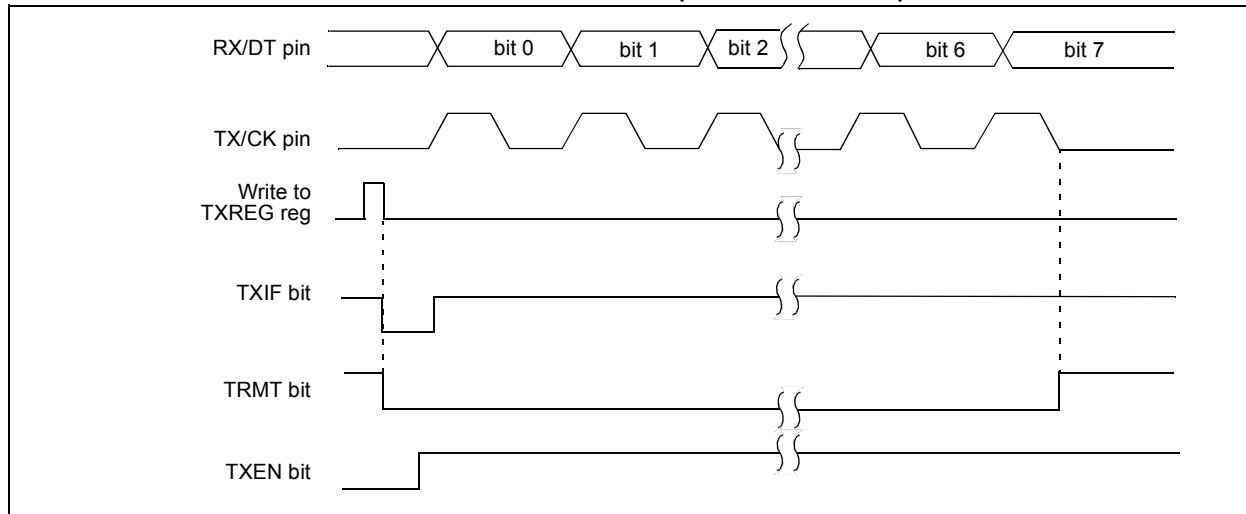 RX/DT pin
bit 0
bit 1
bit 2
bit 6
bit 7
TX/CK pin
Write to
TXREG reg
TXIF bit
TRMT bit
TXEN bit